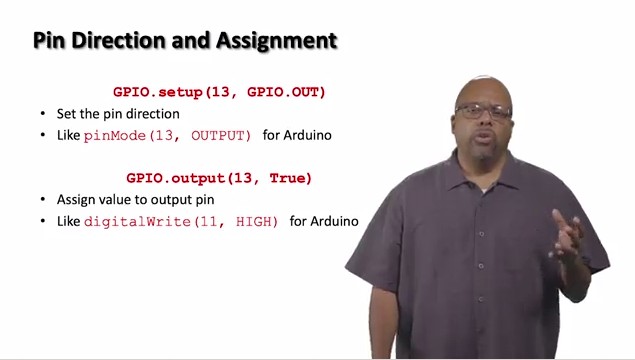 Pin Direction and Assignment
GPIO.setup(13, GPIO.OUT)
• Set the pin direction
• Like pinMode(13, OUTPUT) for Arduino
GPIO.output(13, True)
• Assign value to output pin
• Like digitalWrite(11, HIGH) for Arduino